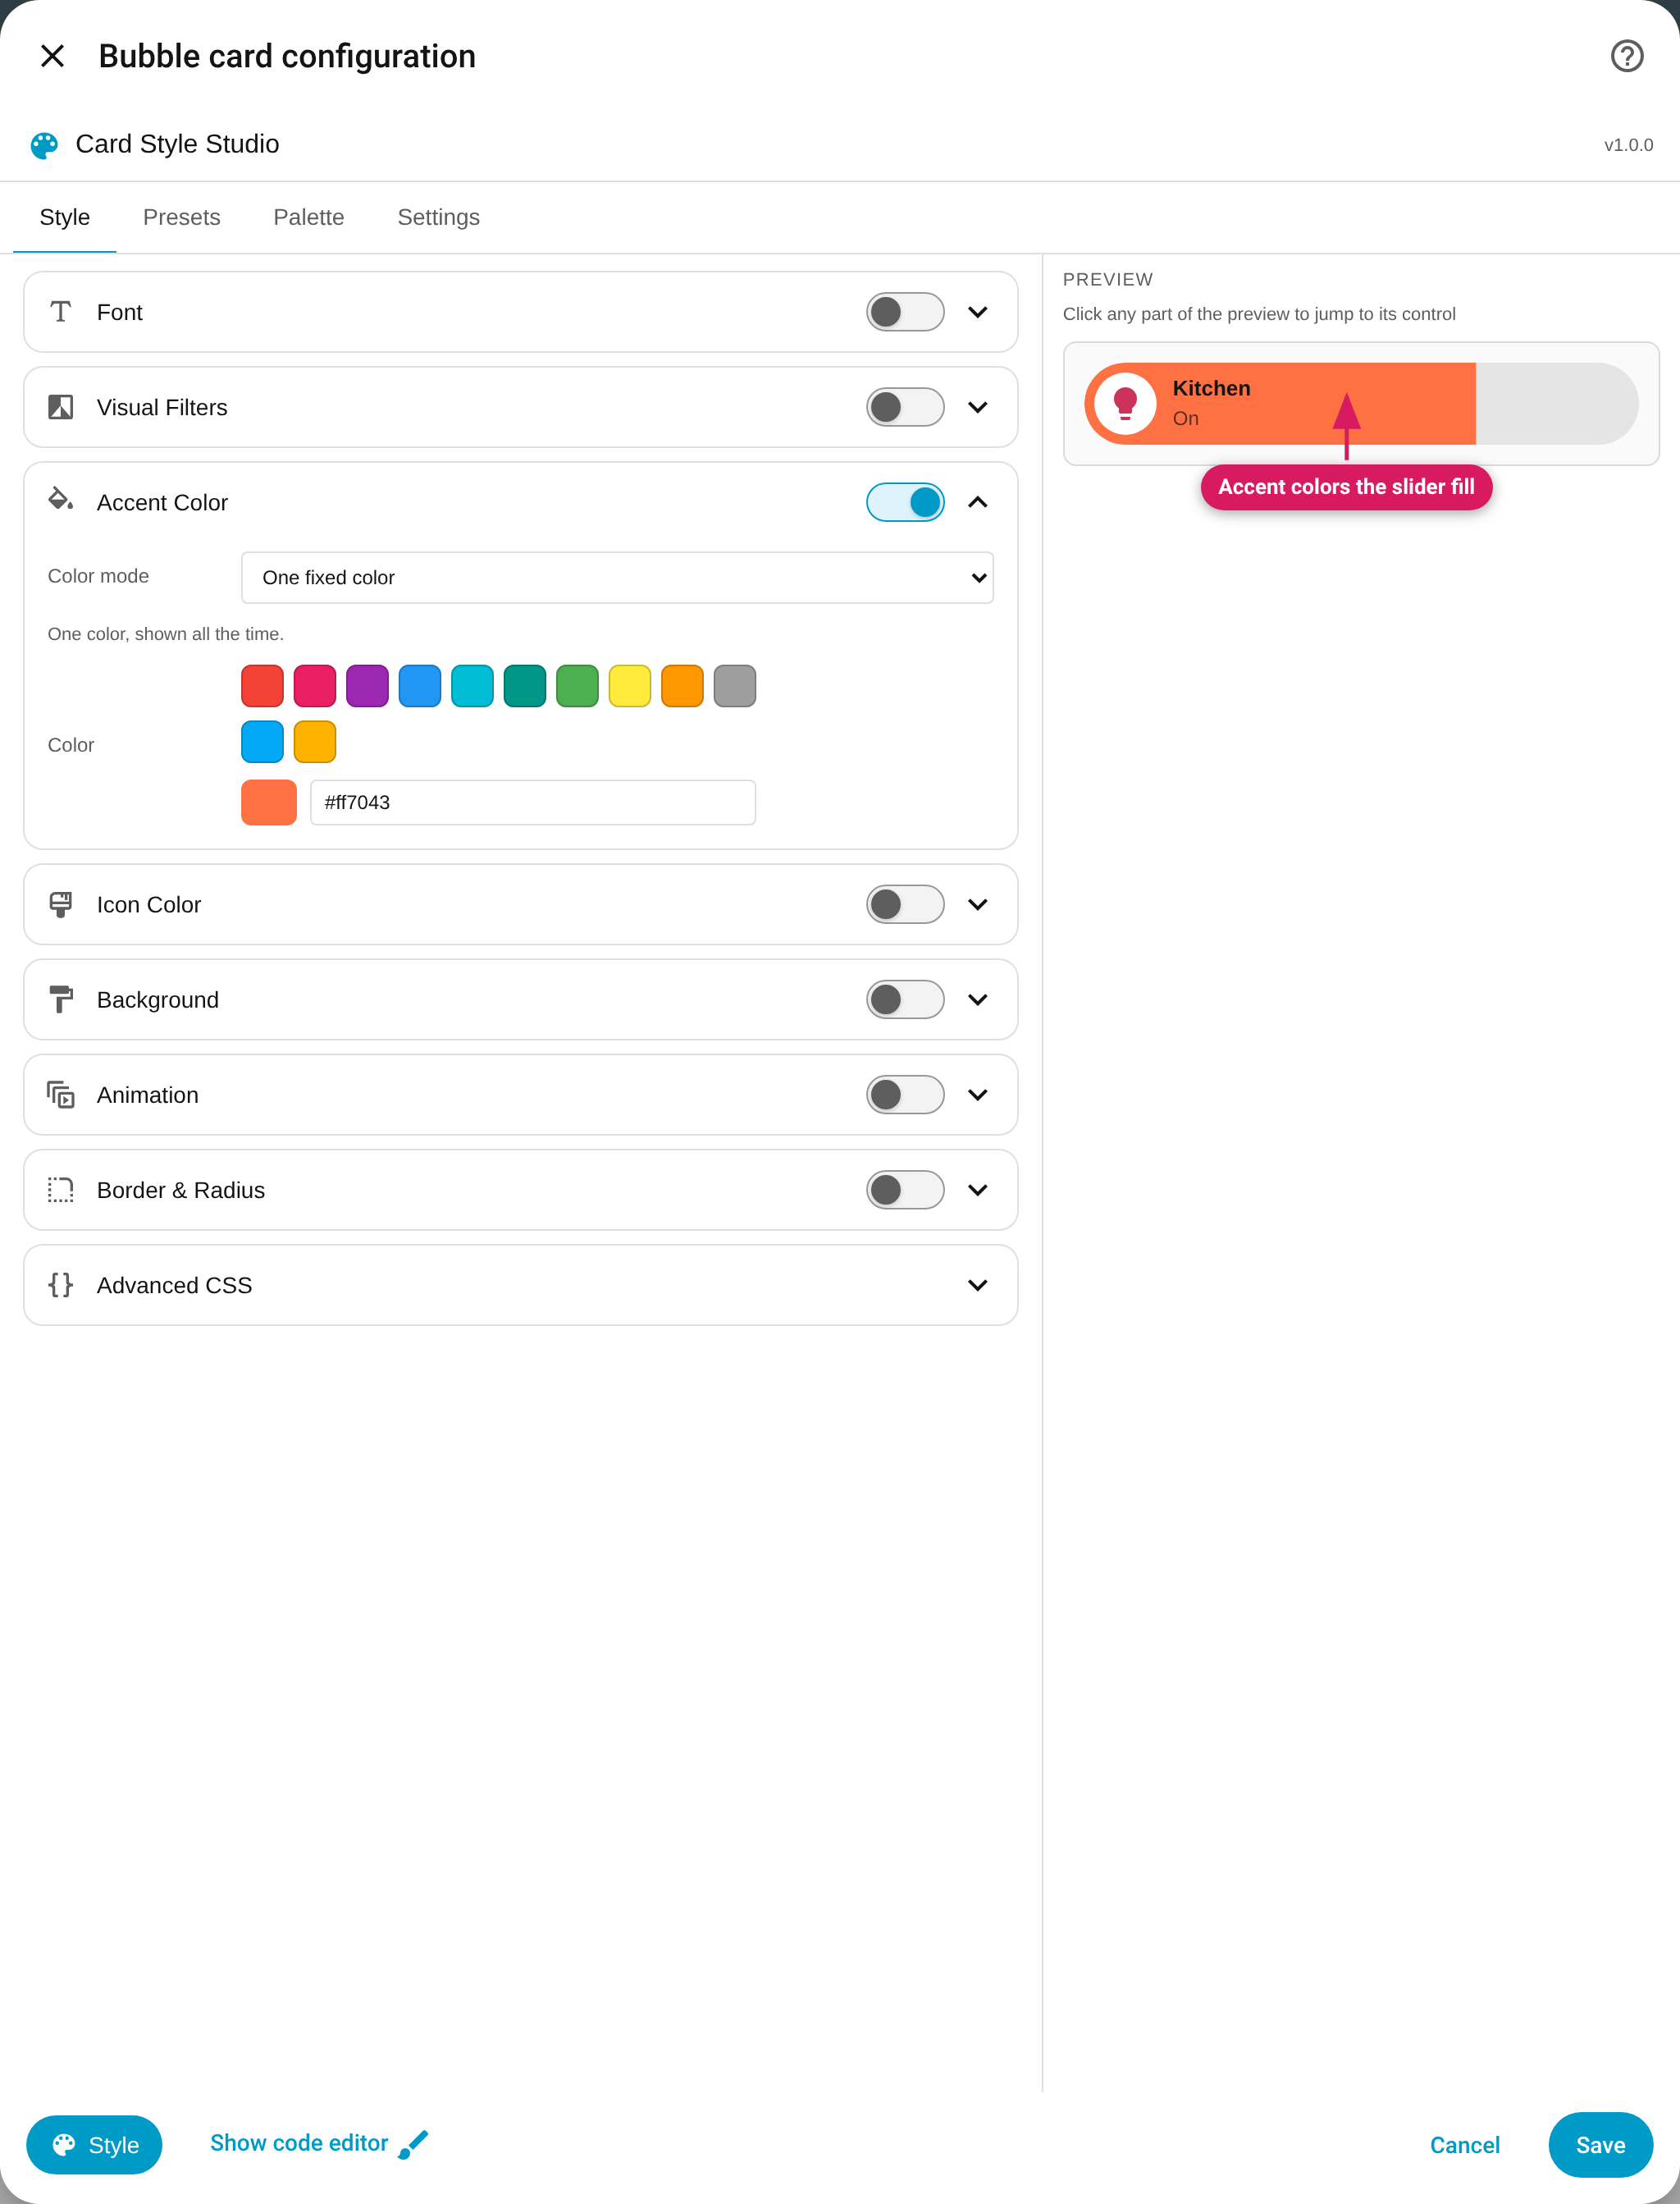 Bubble card configuration
Card Style Studio
v1.0.0
Style
Presets
Palette
Settings
Font
Visual Filters
Accent Color
Color mode
One fixed color
One color, shown all the time.
Color
#ff7043
Icon Color
Background
Animation
Border & Radius
Advanced CSS
PREVIEW
Click any part of the preview to jump to its control
Kitchen
On
Accent colors the slider fill
Style
Show code editor
Cancel
Save